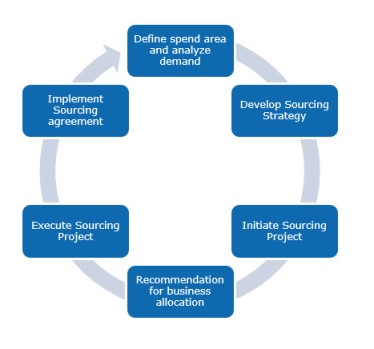 Define spend area
and analyze
demand
Develop Sourcing
Strategy
Initiate Sourcing
Project
Recommendation
for business
allocation
Execute Sourcing
Project
Implement
Sourcing
agreement